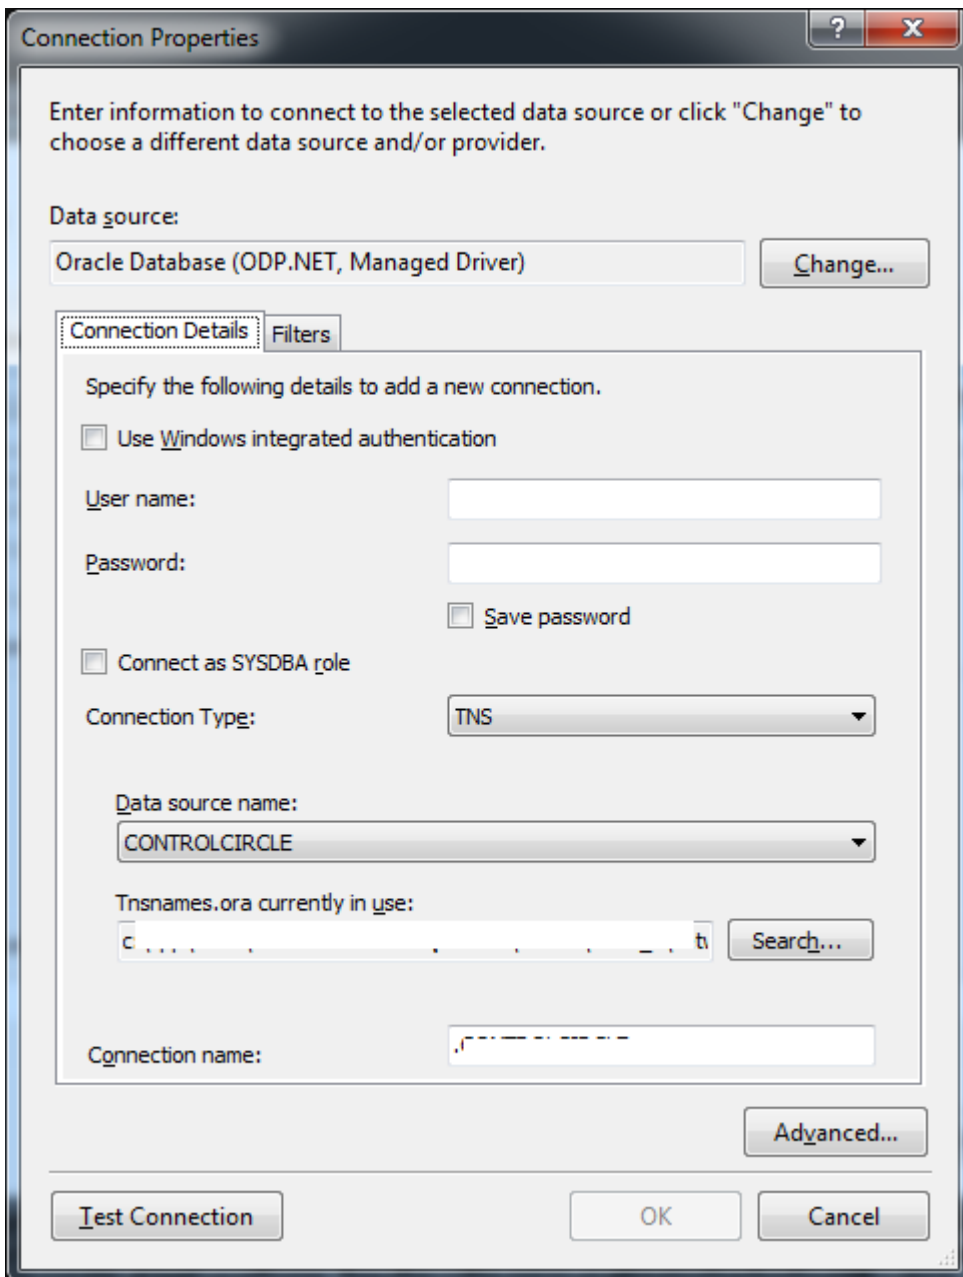 Connection Properties
Enter information to connect to the selected data source or click "Change" to
choose a different data source and/or provider.
Data source:
Oracle Database (ODP.NET, Managed Driver)
Change...
Connection Details
Filters
Specify the following details to add a new connection.
Use Windows integrated authentication
User name:
Password:
Save password
Connect as SYSDBA role
Connection Type:
TNS
Data source name:
CONTROLCIRCLE
Tnsnames.ora currently in use:
Search...
Connection name:
Advanced...
Test Connection
OK
Cancel